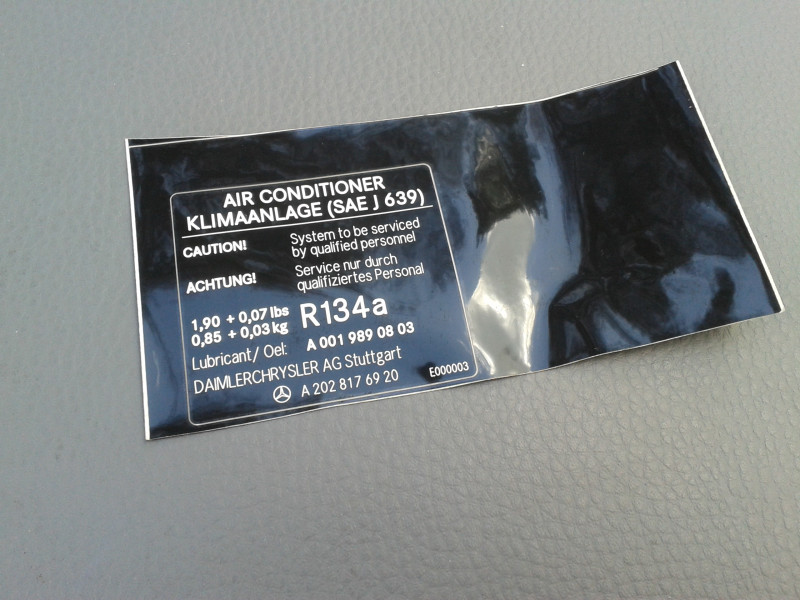 AIR CONDITIONER
KLIMAANLAGE (SAE J 639)
CAUTION! System to be serviced
by qualified personnel
ACHTUNG! Service nur durch
qualifiziertes Personal
1,90 + 0,07 lbs R134a
0,85 + 0,03 kg
Lubricant/ Oel: A 001 989 08 03
DAIMLERCHRYSLER AG Stuttgart
E000003
A 202 817 69 20